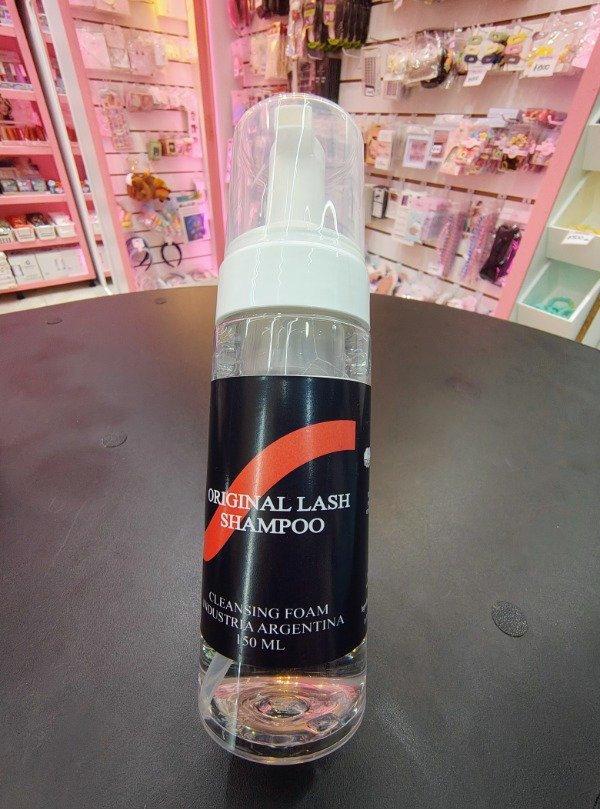 ORIGINAL LASH
SHAMPOO
CLEANSING FOAM
INDUSTRIA ARGENTINA
150 ML